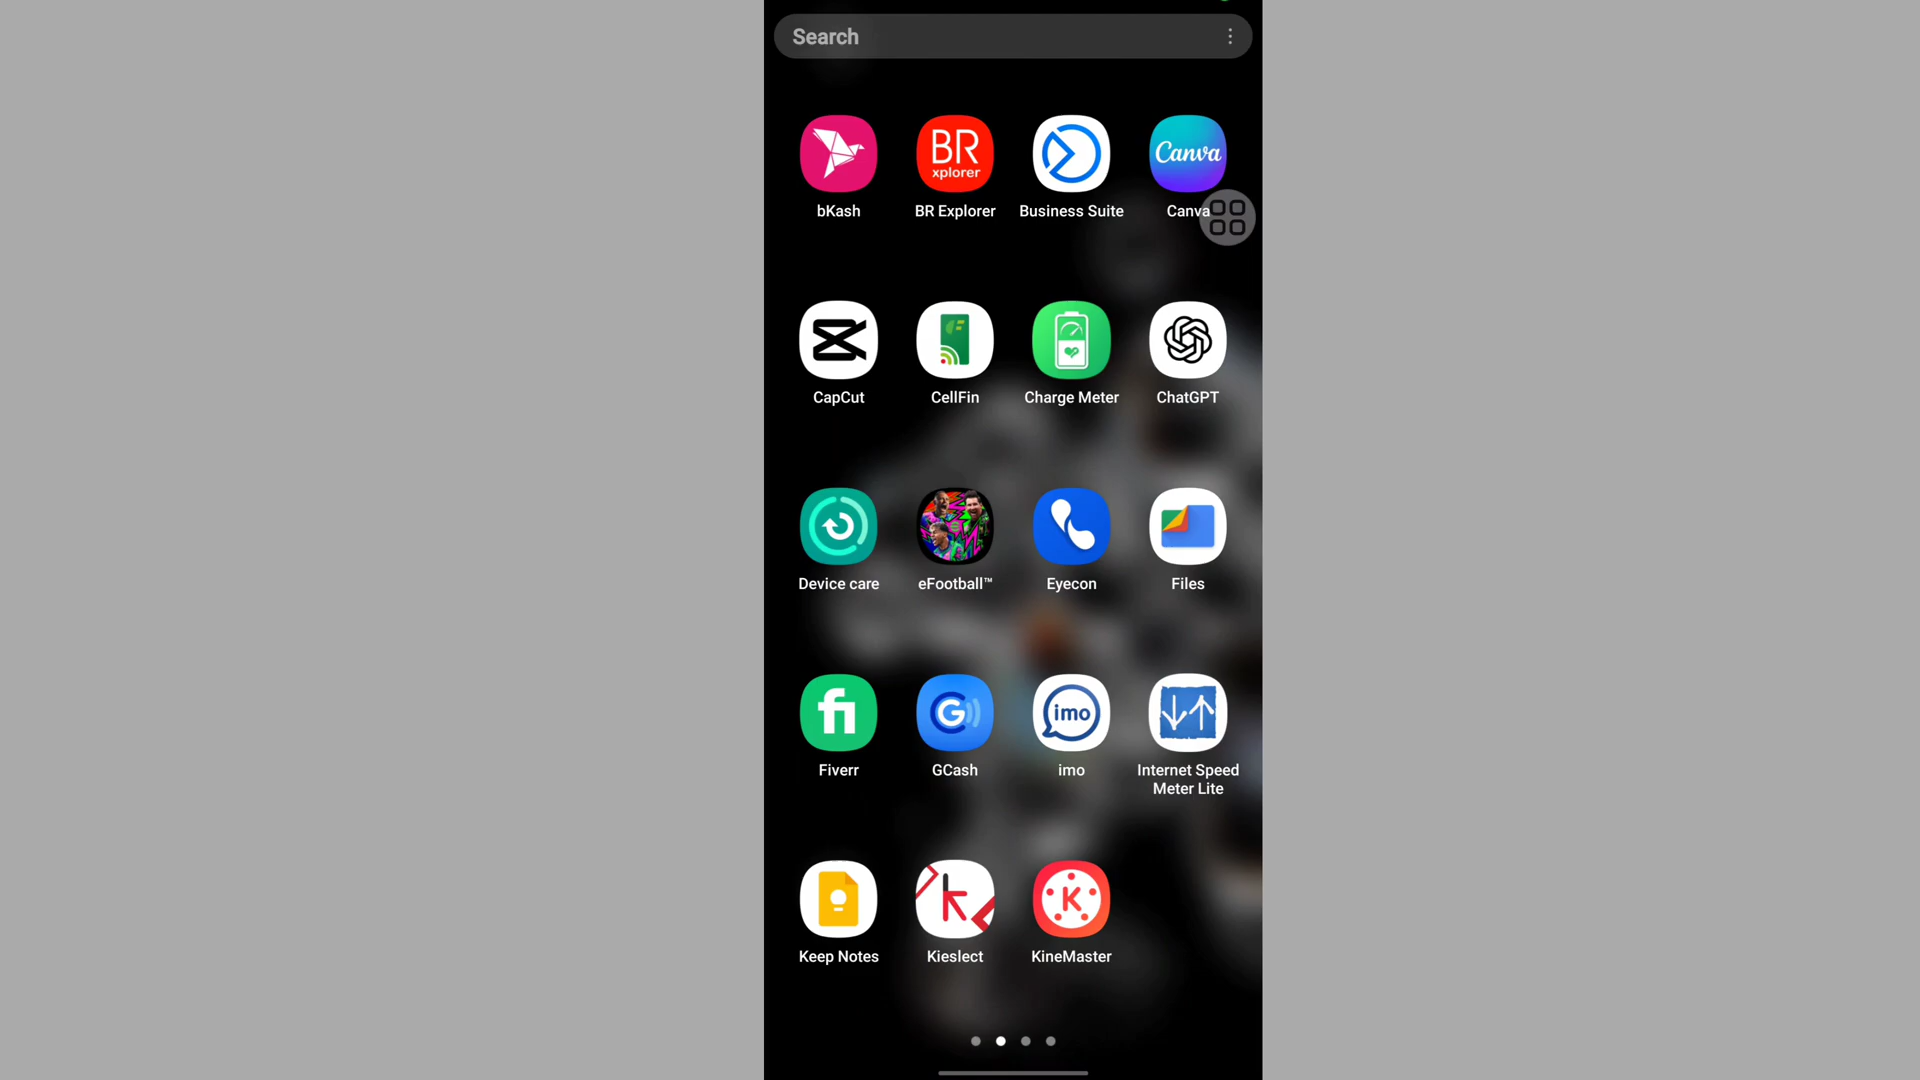 Search
BR
xplorer
Canva
bKash
BR Explorer
Business Suite
Canva
CapCut
CellFin
Charge Meter
ChatGPT
Device care
eFootball™
Eyecon
Files
fi
G
imo
Fiverr
GCash
imo
Internet Speed
Meter Lite
k
K
Keep Notes
Kieslect
KineMaster